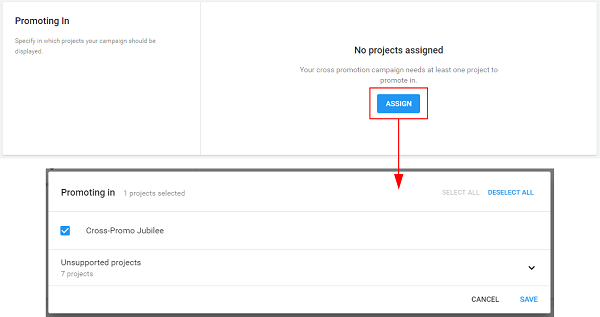 Promoting In
Specify in which projects your campaign should be
displayed.
No projects assigned
Your cross promotion campaign needs at least one project to
promote in.
ASSIGN
Promoting in 1 projects selected SELECT ALL DESELECT ALL
Cross-Promo Jubilee
Unsupported projects
7 projects
CANCEL SAVE